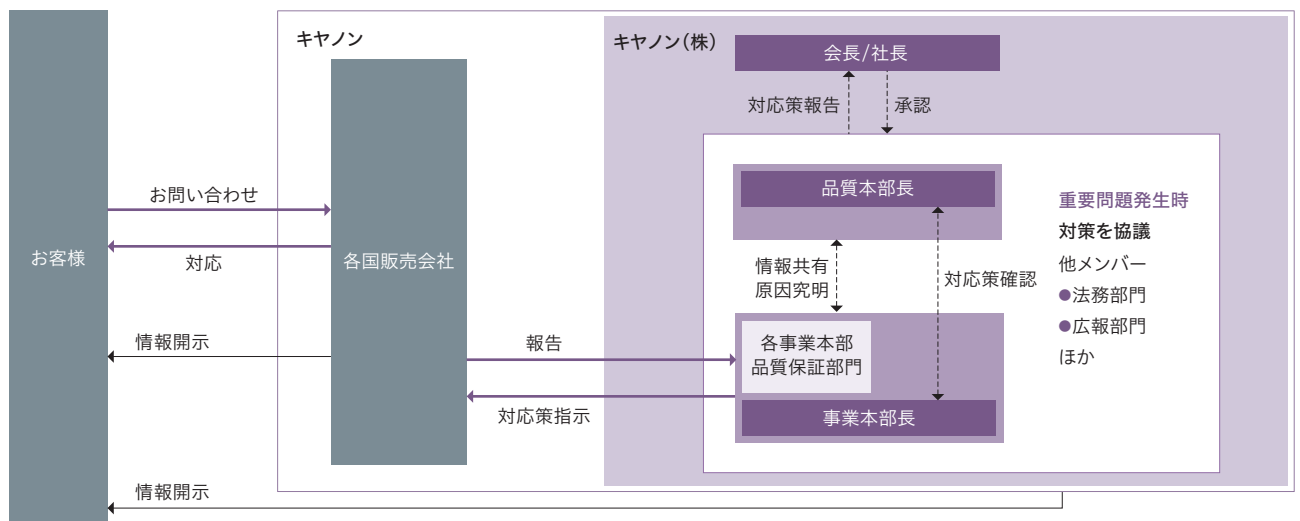 キヤノン
キヤノン(株)
会長/社長
対応策報告
承認
品質本部長
重要問題発生時
対策を協議
他メンバー
●法務部門
●広報部門
ほか
お問い合わせ
お客様
対応
各国販売会社
情報共有
原因究明
対応策確認
情報開示
報告
各事業本部
品質保証部門
対応策指示
事業本部長
情報開示